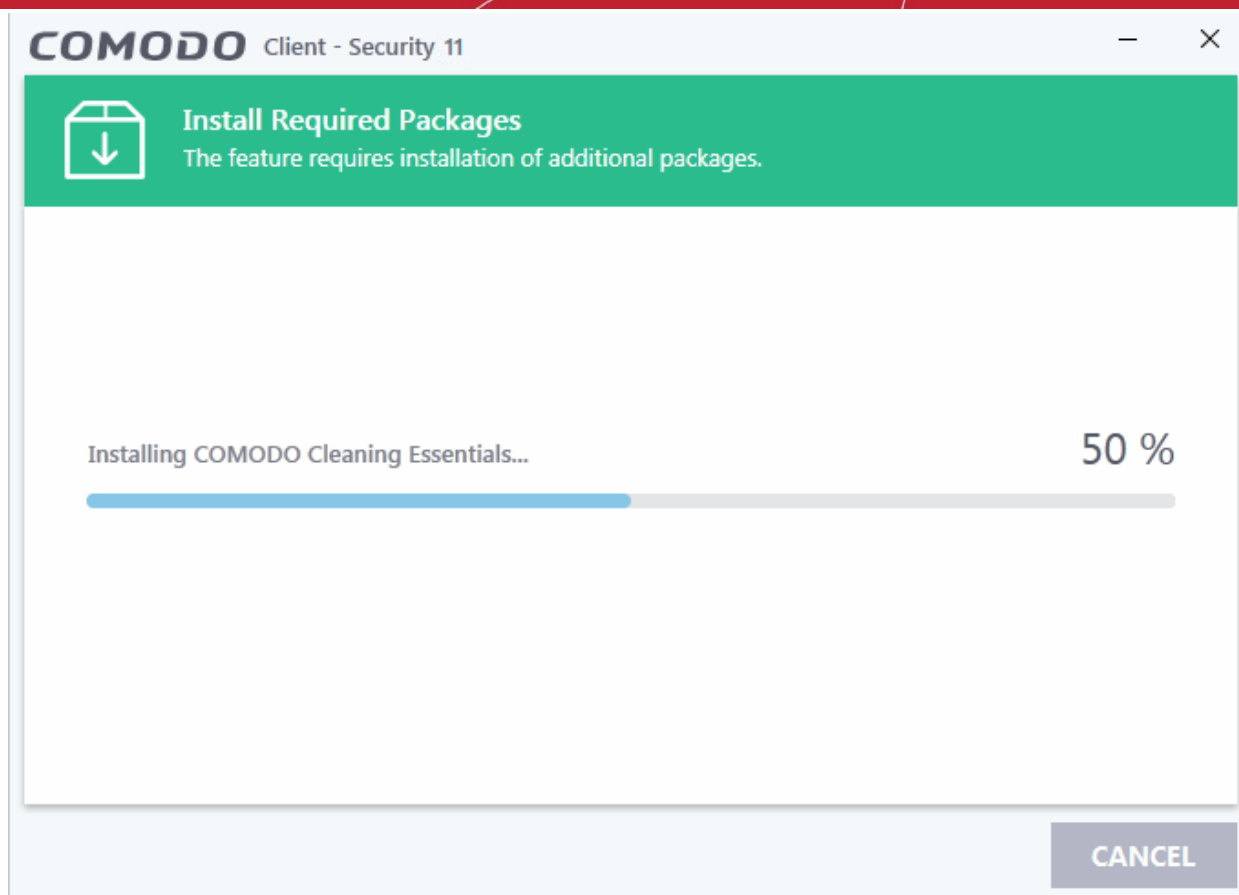 COMODO Client - Security 11
Install Required Packages
The feature requires installation of additional packages.
Installing COMODO Cleaning Essentials... 50 %
CANCEL